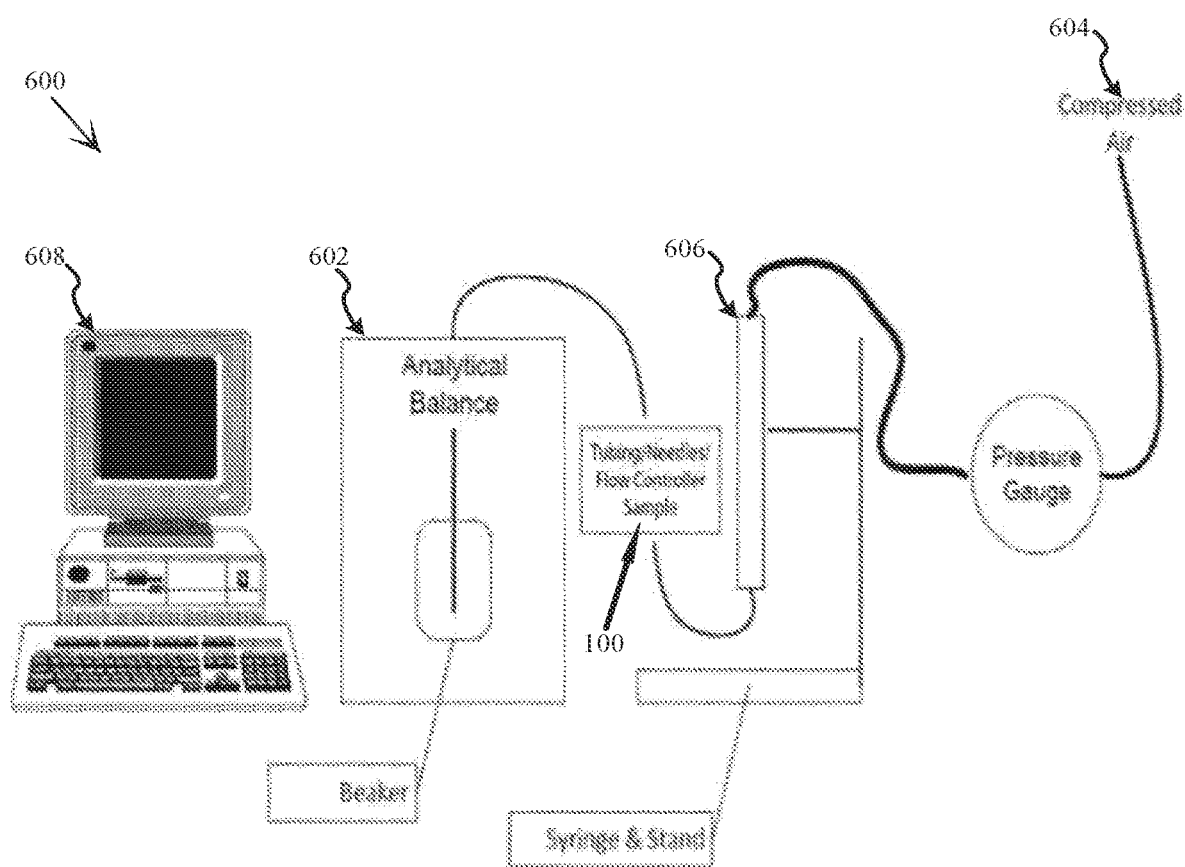 604
Compressed
Air
600
608
602
606
Analytical
Balance
Tubing/Needles/
Flow Controller
Sample
Pressure
Gauge
100
Beaker
Syringe & Stand